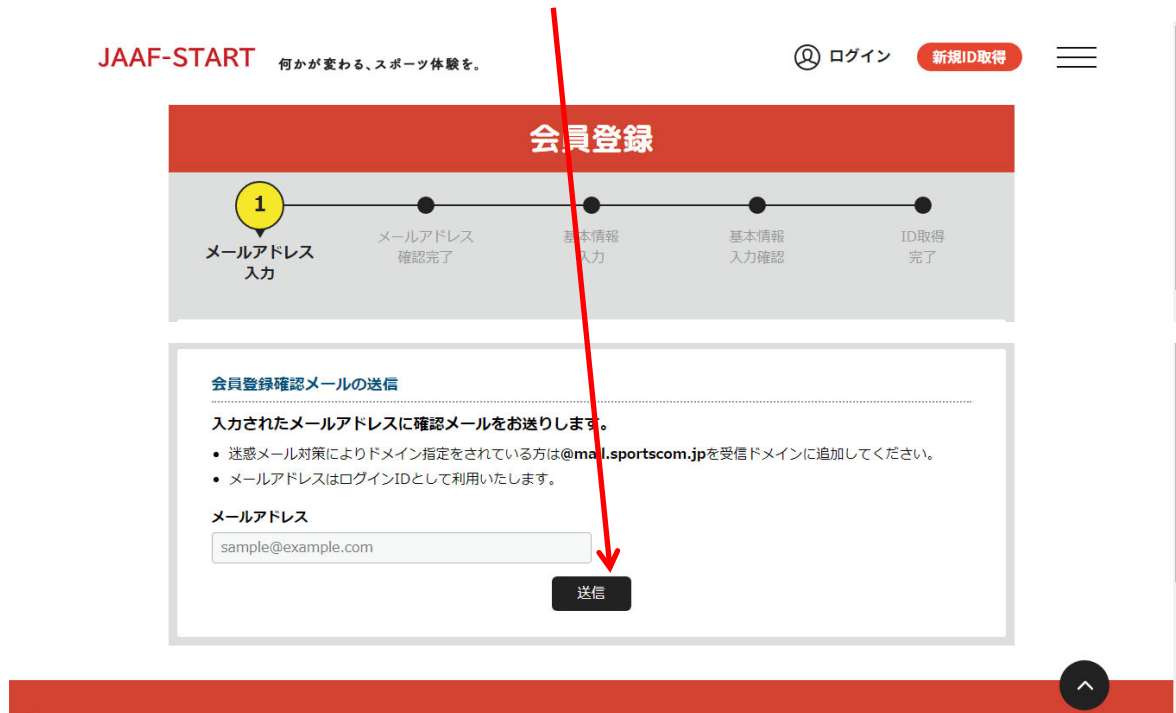 JAAF-START 何かが変わる、スポーツ体験を。 ログイン 新規ID取得
会員登録
1
メールアドレス
入力
メールアドレス
確認完了
基本情報
入力
基本情報
入力確認
ID取得
完了
会員登録確認メールの送信
入力されたメールアドレスに確認メールをお送りします。
• 迷惑メール対策によりドメイン指定をされている方は@mail.sportscom.jpを受信ドメインに追加してください。
• メールアドレスはログインIDとして利用いたします。
メールアドレス
sample@example.com
送信